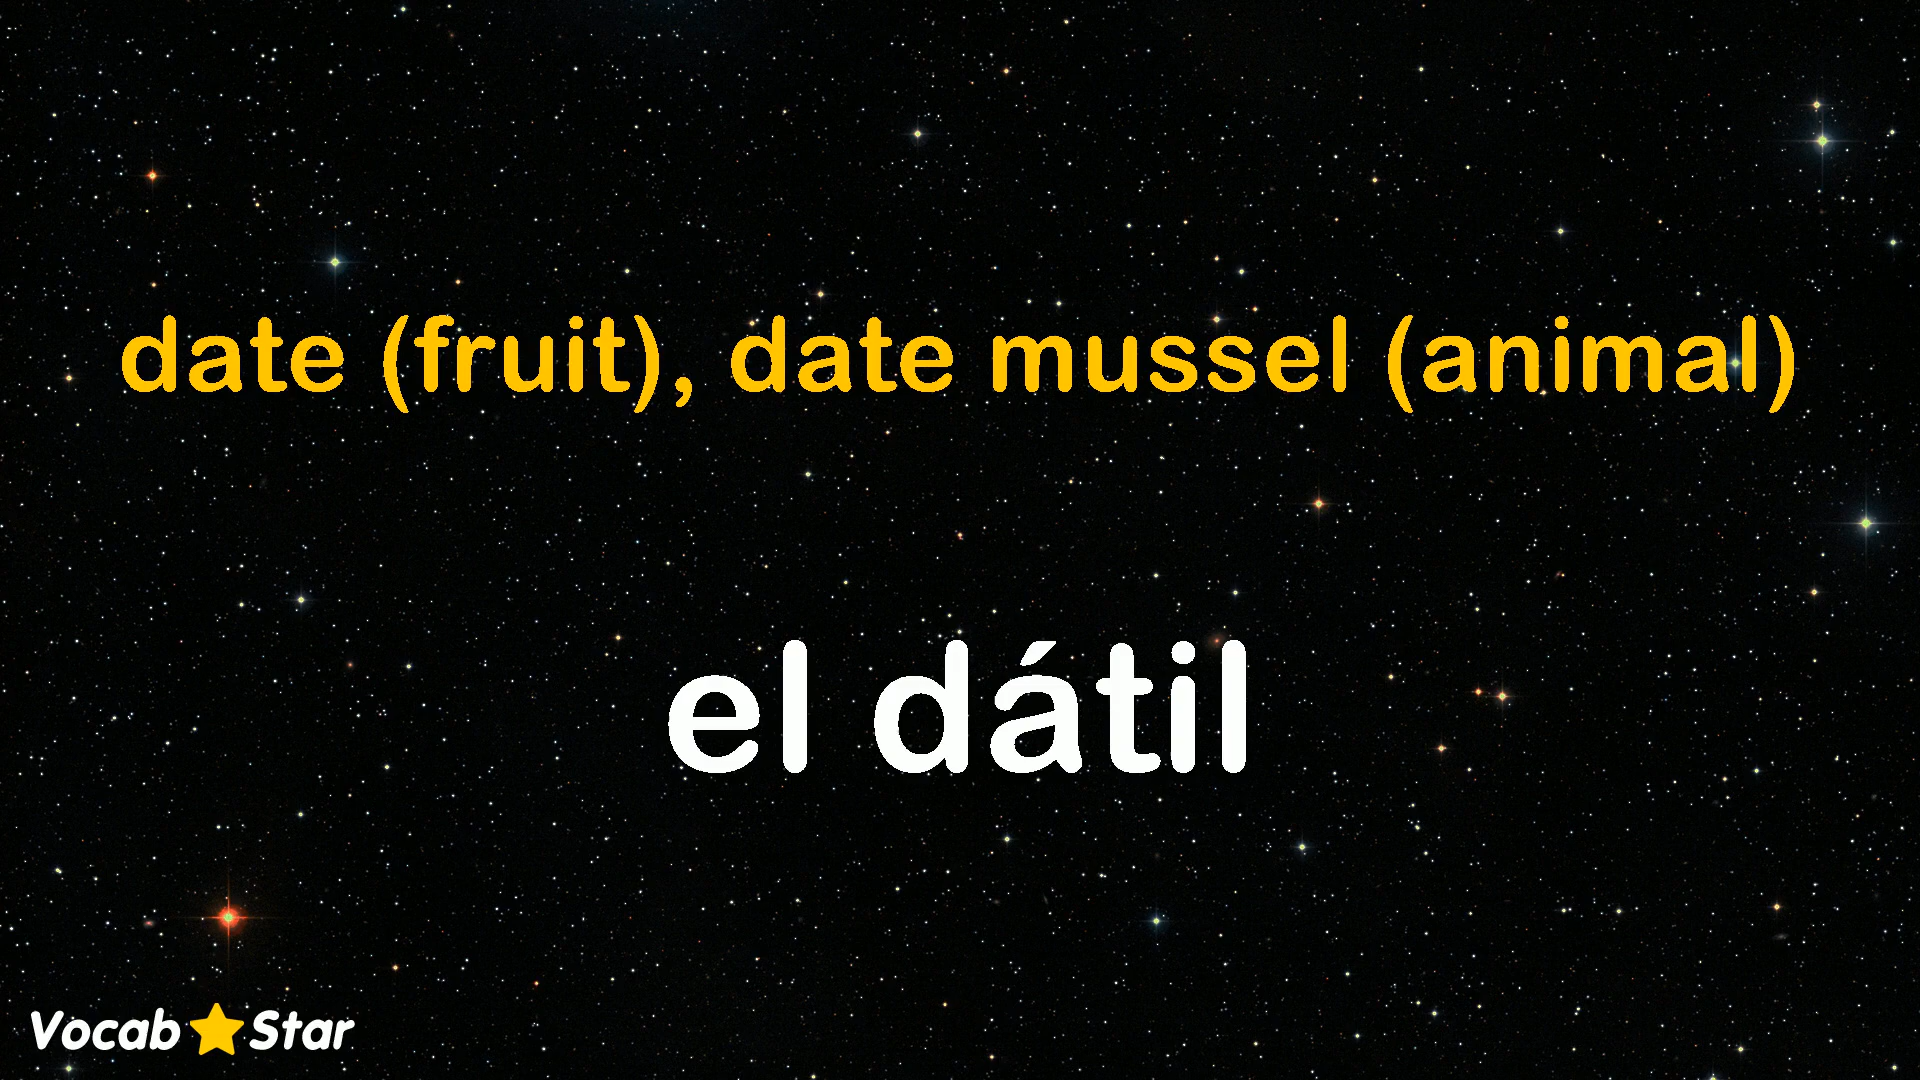 date (fruit), date mussel (animal)
el dátil
Vocab Star